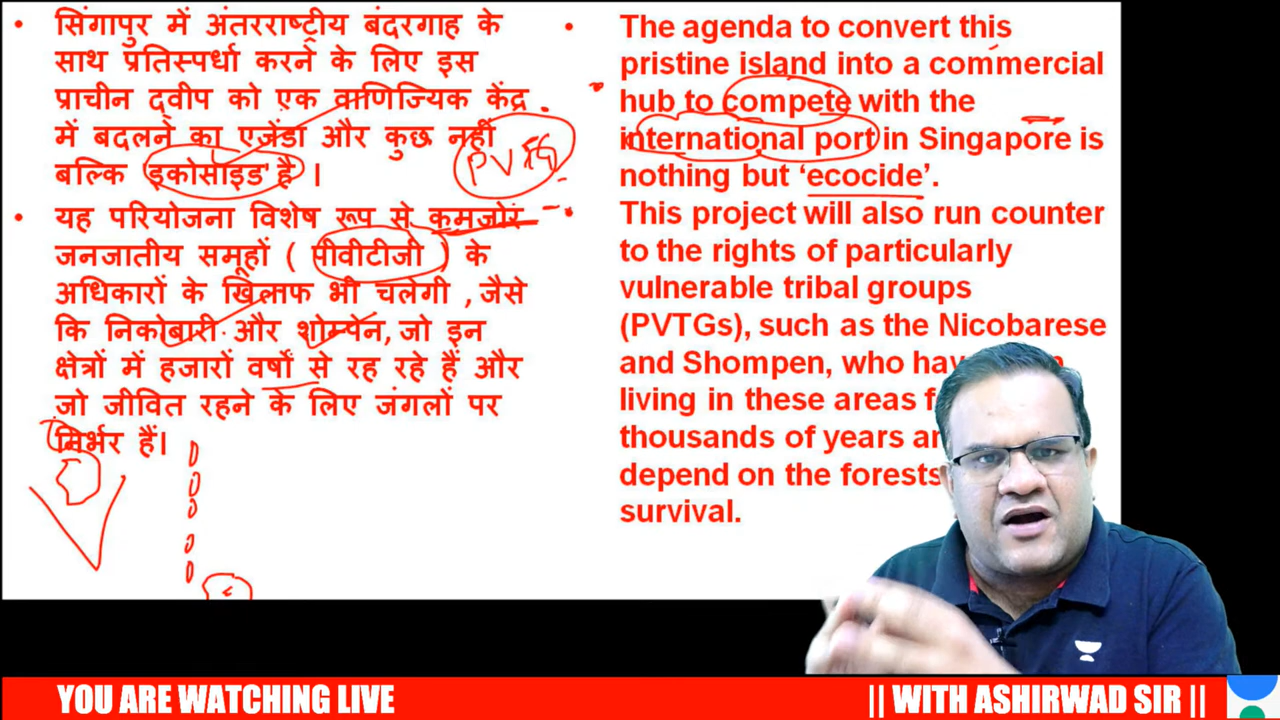 • सिंगापुर में अंतरराष्ट्रीय बंदरगाह के
साथ प्रतिस्पर्धा करने के लिए इस
प्राचीन द्वीप को एक वाणिज्यिक केंद्र
में बदलने का एजेंडा और कुछ नहीं
बल्कि इकोसाइड' है ।
• यह परियोजना विशेष रूप से कमजोर
जनजातीय समूहों ( पीवीटीजी ) के
अधिकारों के खिलाफ भी चलेगी , जैसे
कि निकोबारी और शोम्पेन, जो इन
क्षेत्रों में हजारों वर्षों से रह रहे हैं और
जो जीवित रहने के लिए जंगलों पर
निर्भर हैं।
• The agenda to convert this
pristine island into a commercial
hub to compete with the
international port in Singapore is
nothing but ‘ecocide’.
• This project will also run counter
to the rights of particularly
vulnerable tribal groups
(PVTGs), such as the Nicobarese
and Shompen, who
living in these areas
thousands of years
depend on the forests
survival.
YOU ARE WATCHING LIVE
|| WITH ASHIRWAD SIR ||